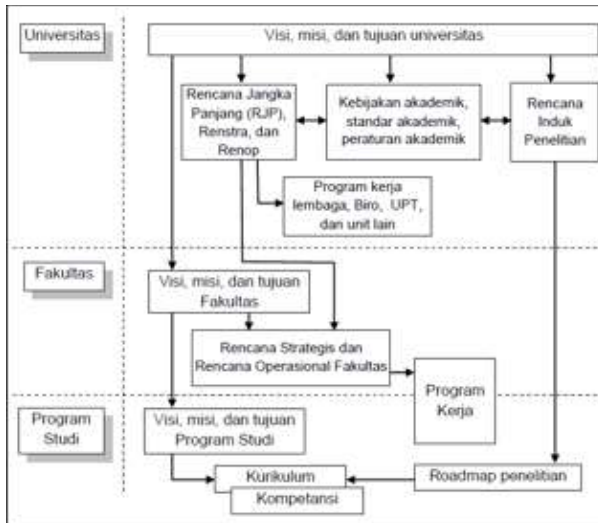 Universitas
Visi, misi, dan tujuan universitas
Rencana Jangka
Panjang (RJP),
Renstra, dan
Renop
Kebijakan akademik,
standar akademik,
peraturan akademik
Rencana
Induk
Penelitian
Program kerja
lembaga, Biro, UPT,
dan unit lain
Fakultas
Visi, misi, dan tujuan
Fakultas
Rencana Strategis dan
Rencana Operasional Fakultas
Program
Kerja
Program
Studi
Visi, misi, dan tujuan
Program Studi
Kurikulum
Roadmap penelitian
Kompetansi